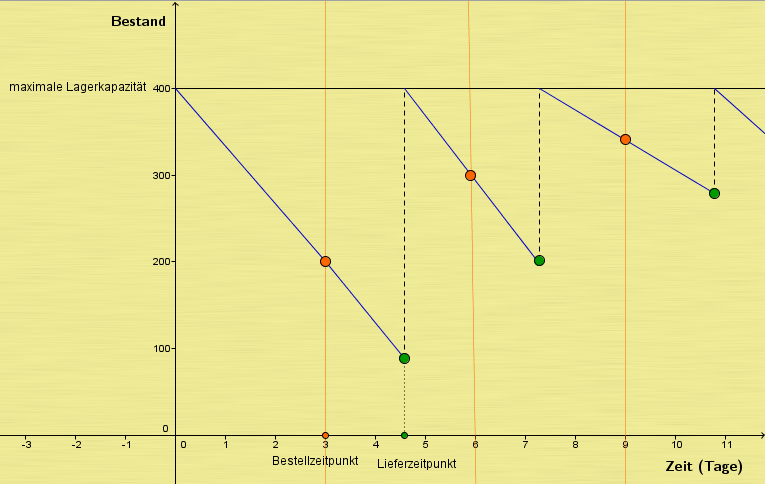 Bestand
maximale Lagerkapazität 400
300
200
100
0
-3 -2 -1 0 1 2 3 4 5 6 7 8 9 10 11
Bestellzeitpunkt Lieferzeitpunkt
Zeit (Tage)